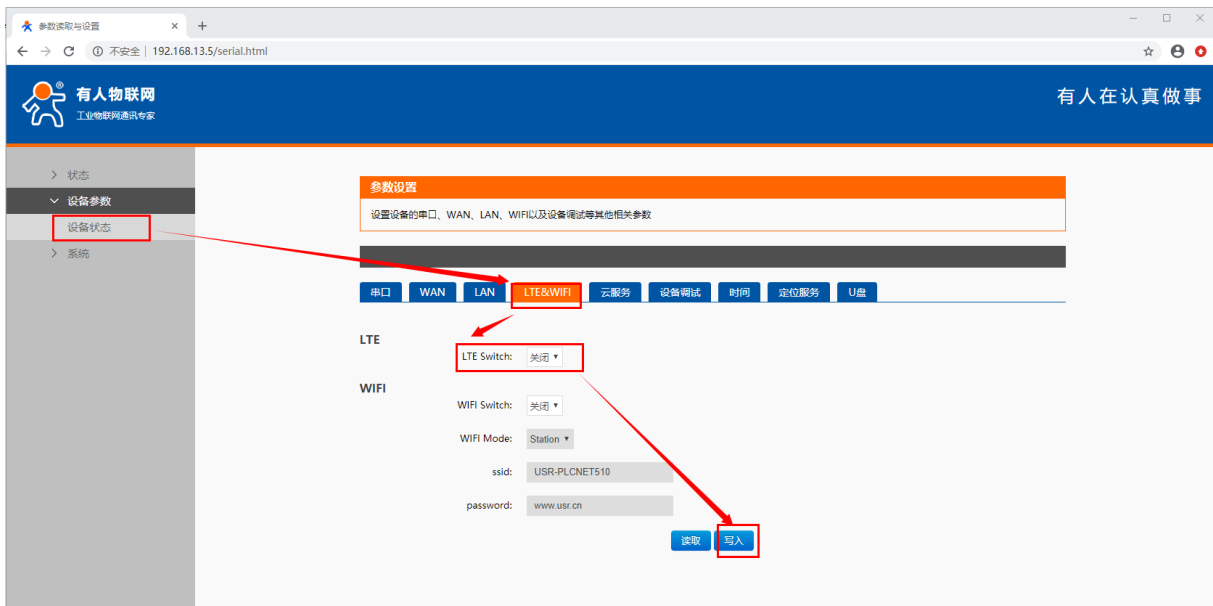 参数读取与设置
不安全 | 192.168.13.5/serial.html
有人物联网®
工业物联网通讯专家
有人在认真做事
状态
设备参数
设备状态
系统
参数设置
设置设备的串口、WAN、LAN、WIFI以及设备调试等其他相关参数
串口 WAN LAN LTE&WIFI 云服务 设备调试 时间 定位服务 U盘
LTE
LTE Switch: 关闭
WIFI
WIFI Switch: 关闭
WIFI Mode: Station
ssid: USR-PLCNET510
password: www.usr.cn
读取 写入